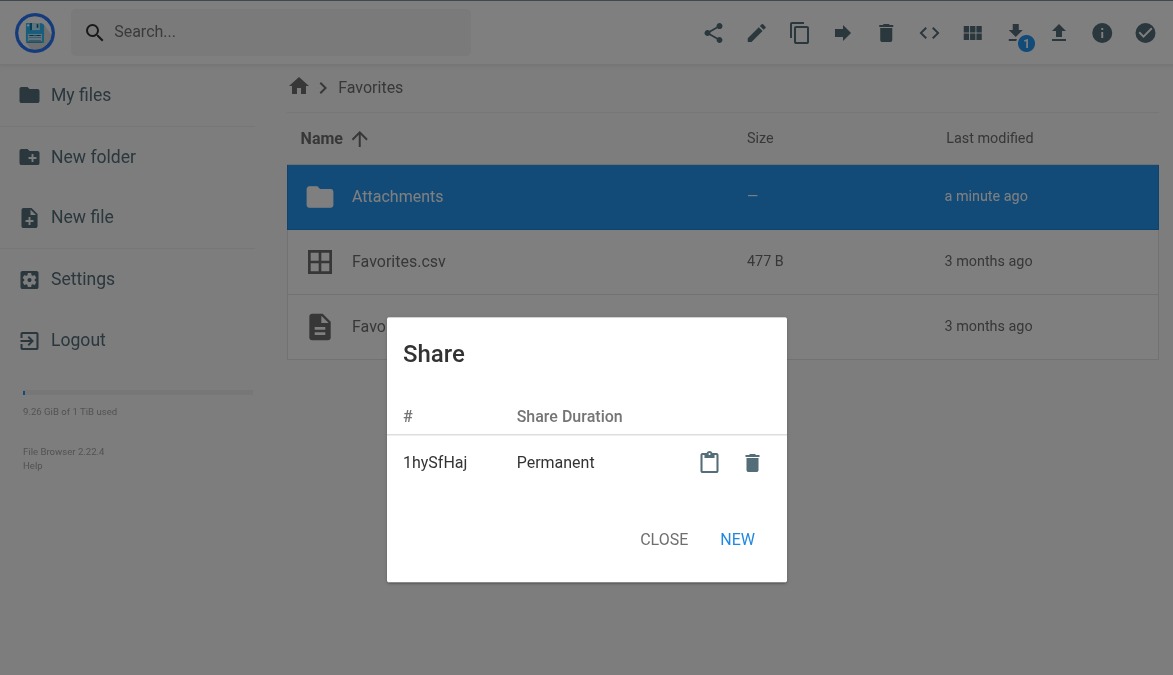 Search...
1
My files
New folder
New file
Settings
Logout
9.26 GiB of 1 TiB used
File Browser 2.22.4
Help
Favorites
Name Size Last modified
Attachments — a minute ago
Favorites.csv 477 B 3 months ago
Favo 3 months ago
Share
# Share Duration
1hySfHaj Permanent
CLOSE NEW